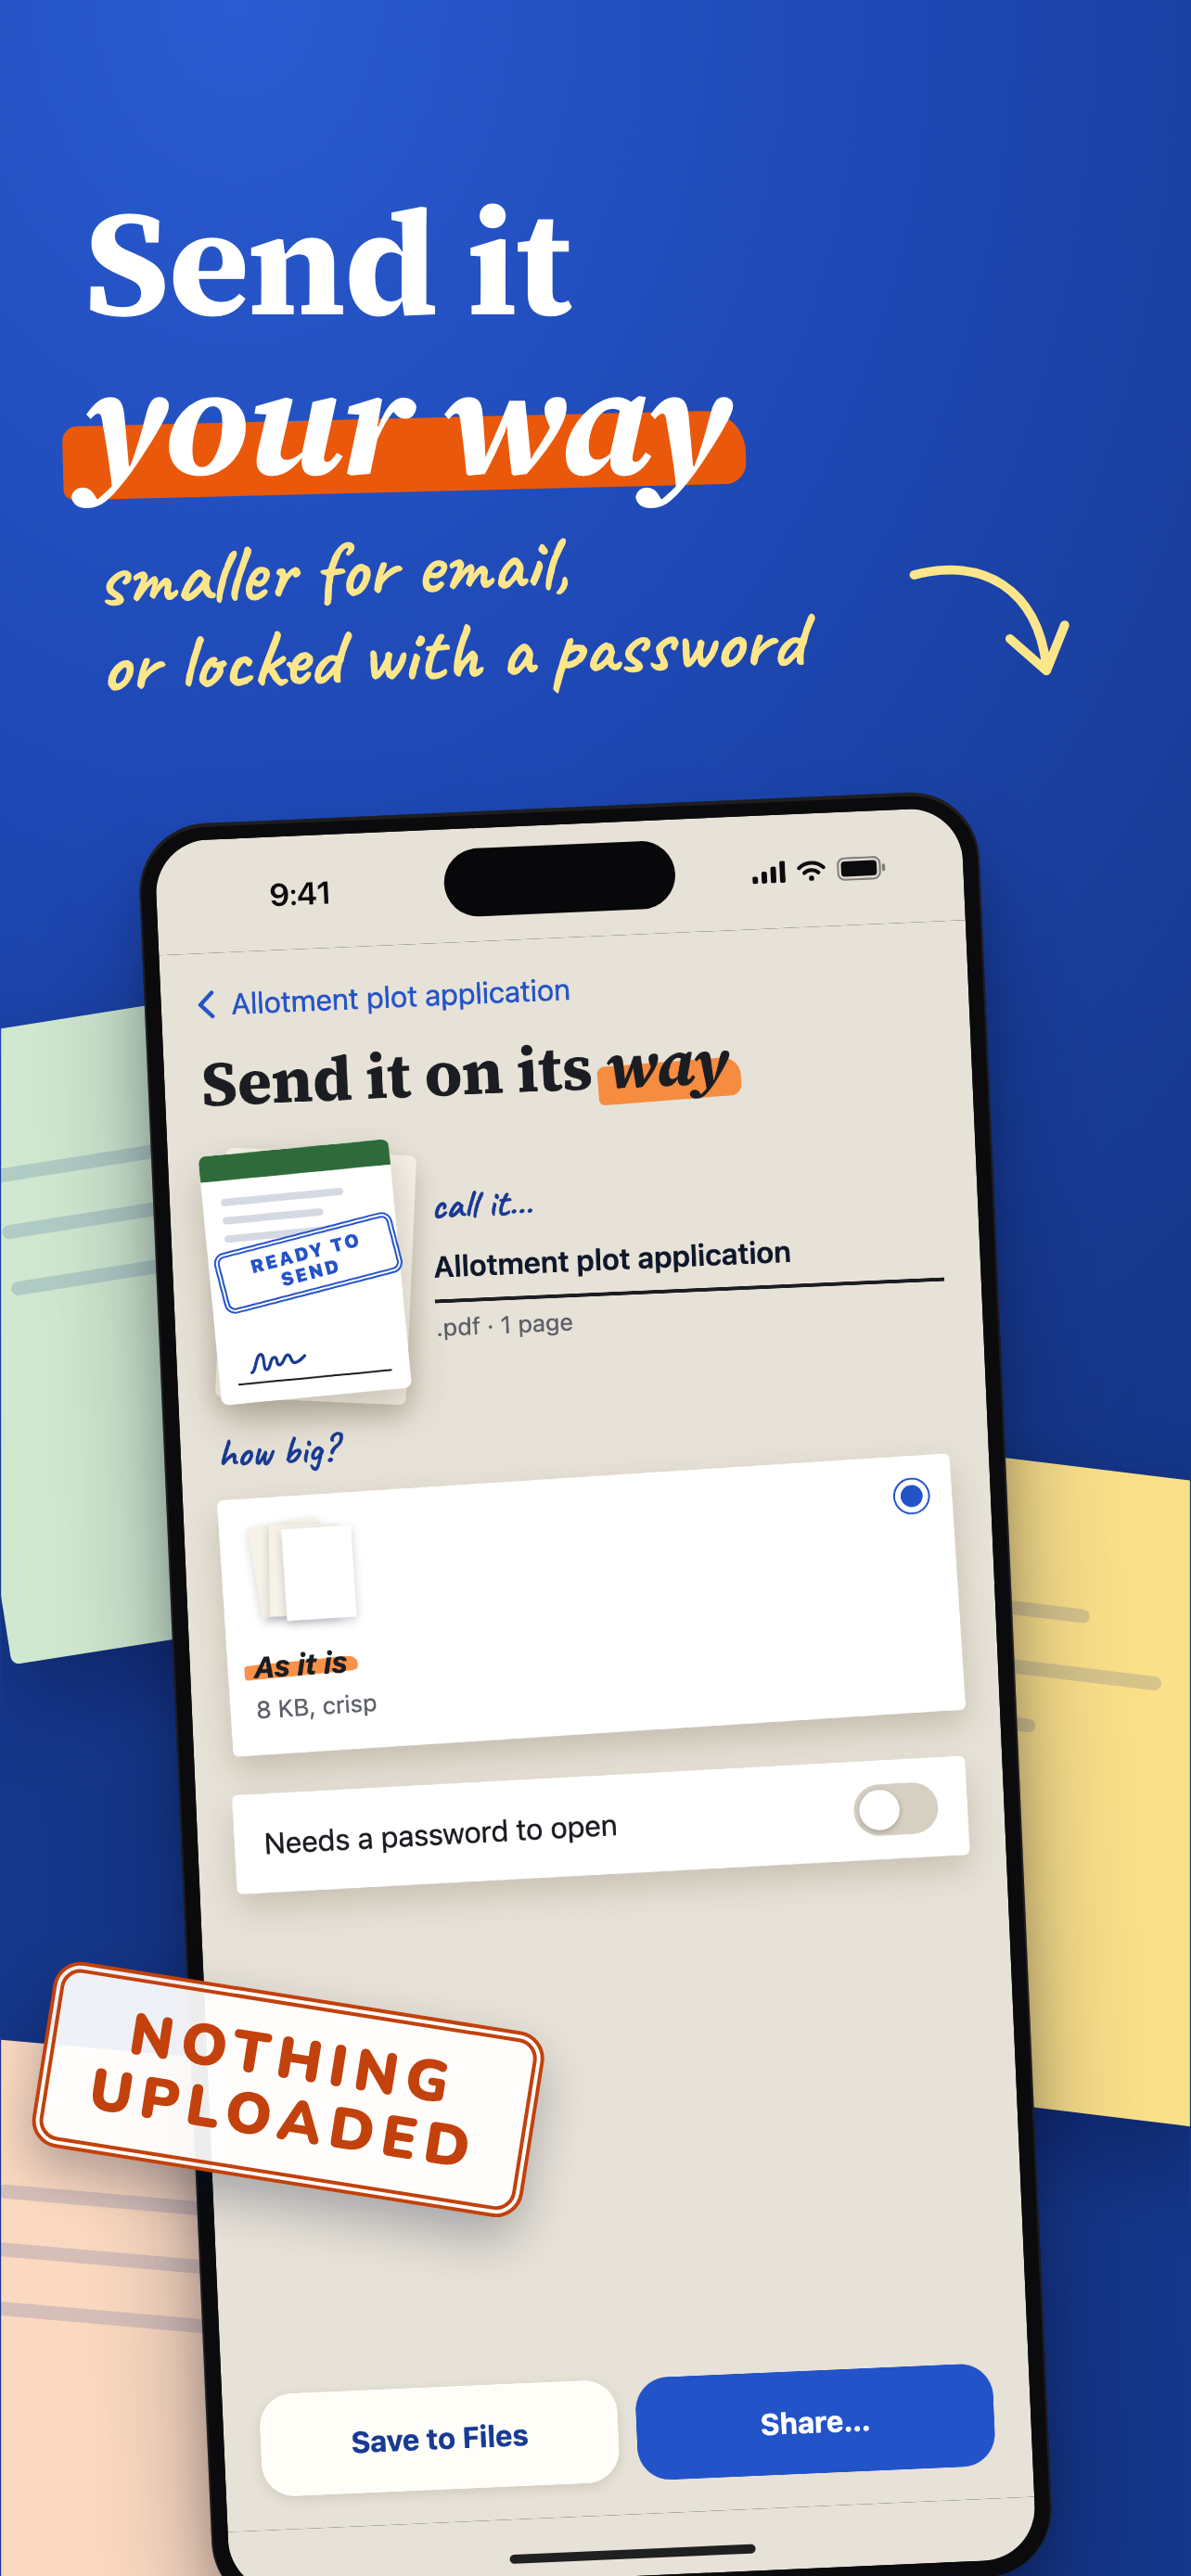 Send it
your way
smaller for email,
or locked with a password
9:41
Allotment plot application
Send it on its way
READY TO
SEND
call it...
Allotment plot application
.pdf · 1 page
how big?
As it is
8 KB, crisp
Needs a password to open
NOTHING
UPLOADED
Save to Files
Share...